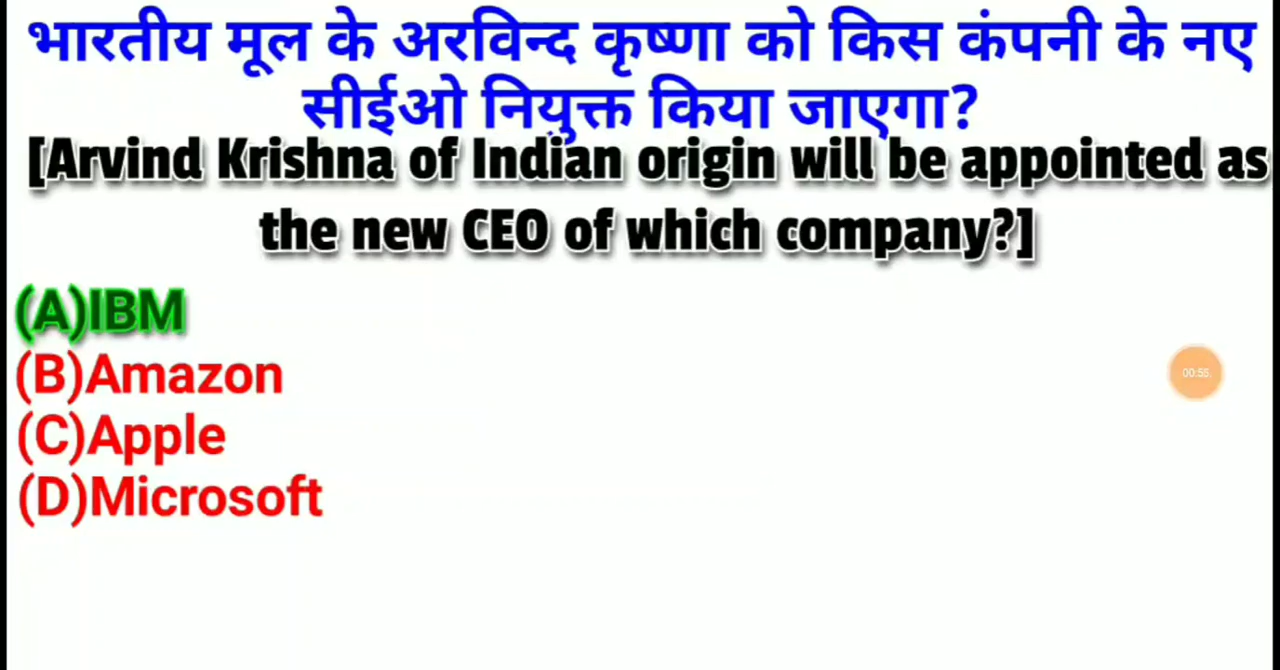 भारतीय मूल के अरविन्द कृष्णा को किस कंपनी के नए
सीईओ नियुक्त किया जाएगा?
[Arvind Krishna of Indian origin will be appointed as
the new CEO of which company?]
(A)IBM
(B)Amazon
00:55
(C)Apple
(D)Microsoft